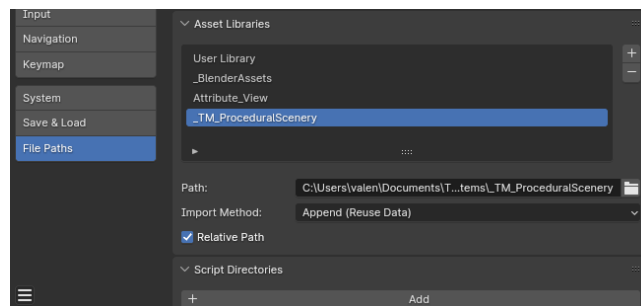 Input
Navigation
Keymap
System
Save & Load
File Paths
Asset Libraries
User Library
_BlenderAssets
Attribute_View
_TM_ProceduralScenery
Path:
C:\Users\valen\Documents\T...tems\_TM_ProceduralScenery
Import Method:
Append (Reuse Data)
Relative Path
Script Directories
+ Add